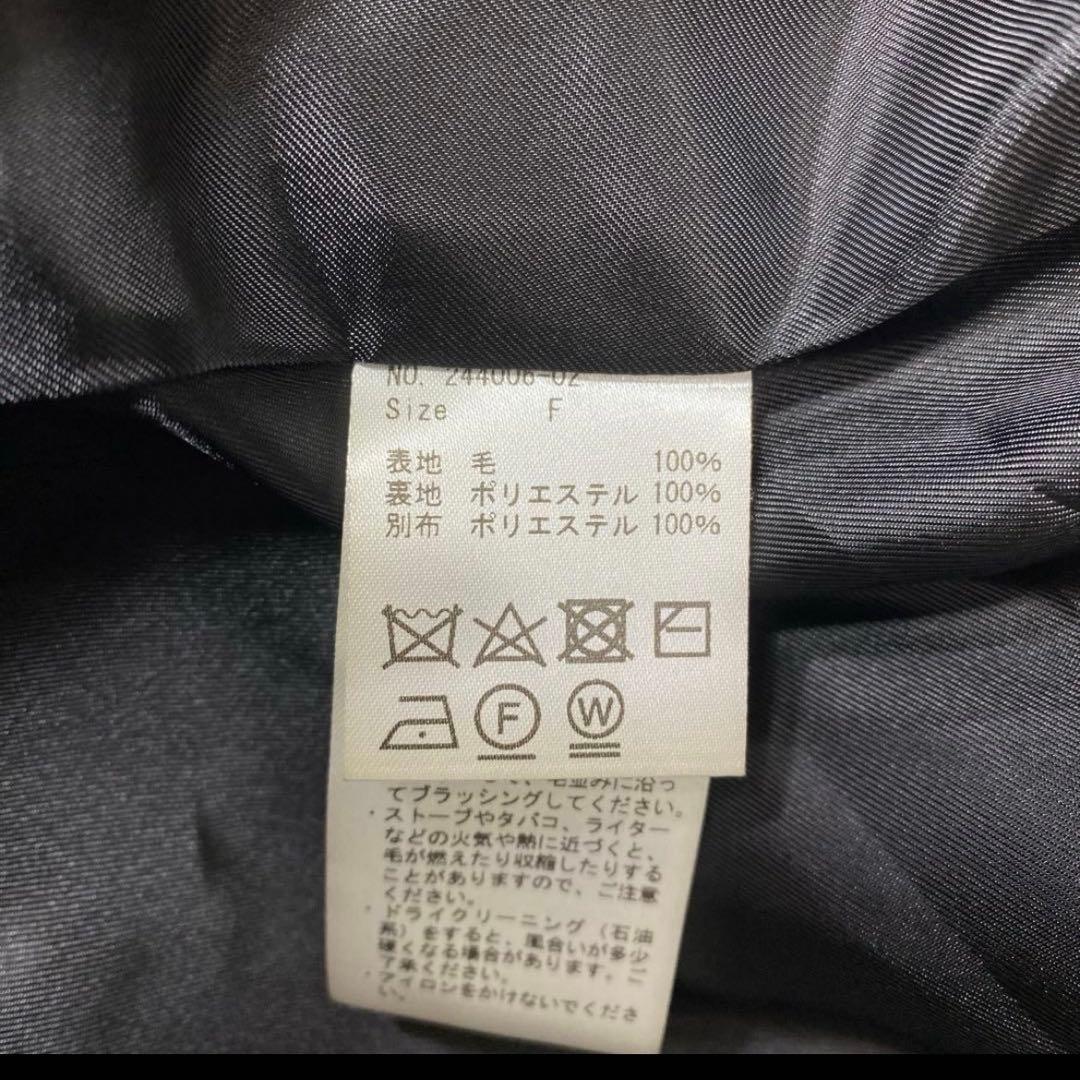 NO. 244006-02
Size F
表地 毛 100%
裏地 ポリエステル 100%
別布 ポリエステル 100%
F
W
、毛並みに沿っ
てブラッシングしてください。
・ストーブやタバコ、ライター
などの火気や熱に近づくと、
毛が燃えたり収縮したりする
ことがありますので、ご注意
ください。
・ドライクリーニング(石油
系)をすると、風合いが多少
硬くなる場合があります。ご
了承ください。
・アイロンをかけないでくださ
い。